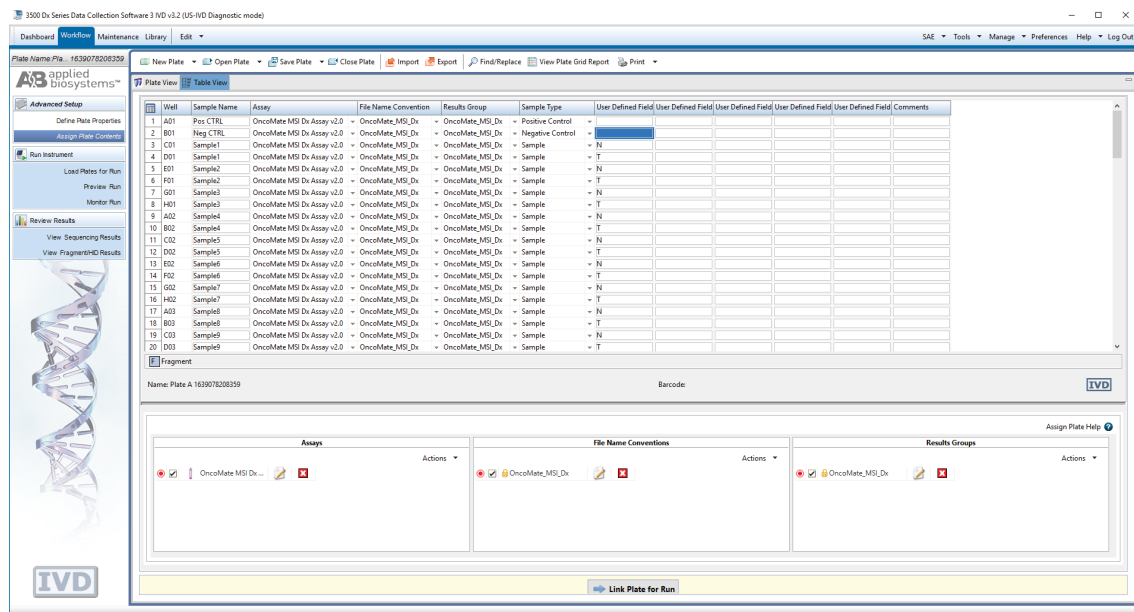 3500 Dx Series Data Collection Software 3 IVD v3.2 (US-IVD Diagnostic mode)
Dashboard Workflow Maintenance Library Edit SAE Tools Manage Preferences Help Log Out
Plate Name:Pla... 1639078208359
New Plate Open Plate Save Plate Close Plate Import Export Find/Replace View Plate Grid Report Print
AB applied biosystems™
Plate View Table View
Advanced Setup
Define Plate Properties
Assign Plate Contents
Run Instrument
Load Plates for Run
Preview Run
Monitor Run
Review Results
View Sequencing Results
View Fragment/HID Results
IVD
Well Sample Name Assay File Name Convention Results Group Sample Type User Defined Field User Defined Field User Defined Field User Defined Field User Defined Field Comments
1 A01 Pos CTRL OncoMate MSI Dx Assay v2.0 OncoMate_MSI_Dx OncoMate_MSI_Dx Positive Control
2 B01 Neg CTRL OncoMate MSI Dx Assay v2.0 OncoMate_MSI_Dx OncoMate_MSI_Dx Negative Control
3 C01 Sample1 OncoMate MSI Dx Assay v2.0 OncoMate_MSI_Dx OncoMate_MSI_Dx Sample N
4 D01 Sample1 OncoMate MSI Dx Assay v2.0 OncoMate_MSI_Dx OncoMate_MSI_Dx Sample T
5 E01 Sample2 OncoMate MSI Dx Assay v2.0 OncoMate_MSI_Dx OncoMate_MSI_Dx Sample N
6 F01 Sample2 OncoMate MSI Dx Assay v2.0 OncoMate_MSI_Dx OncoMate_MSI_Dx Sample T
7 G01 Sample3 OncoMate MSI Dx Assay v2.0 OncoMate_MSI_Dx OncoMate_MSI_Dx Sample N
8 H01 Sample3 OncoMate MSI Dx Assay v2.0 OncoMate_MSI_Dx OncoMate_MSI_Dx Sample T
9 A02 Sample4 OncoMate MSI Dx Assay v2.0 OncoMate_MSI_Dx OncoMate_MSI_Dx Sample N
10 B02 Sample4 OncoMate MSI Dx Assay v2.0 OncoMate_MSI_Dx OncoMate_MSI_Dx Sample T
11 C02 Sample5 OncoMate MSI Dx Assay v2.0 OncoMate_MSI_Dx OncoMate_MSI_Dx Sample N
12 D02 Sample5 OncoMate MSI Dx Assay v2.0 OncoMate_MSI_Dx OncoMate_MSI_Dx Sample T
13 E02 Sample6 OncoMate MSI Dx Assay v2.0 OncoMate_MSI_Dx OncoMate_MSI_Dx Sample N
14 F02 Sample6 OncoMate MSI Dx Assay v2.0 OncoMate_MSI_Dx OncoMate_MSI_Dx Sample T
15 G02 Sample7 OncoMate MSI Dx Assay v2.0 OncoMate_MSI_Dx OncoMate_MSI_Dx Sample N
16 H02 Sample7 OncoMate MSI Dx Assay v2.0 OncoMate_MSI_Dx OncoMate_MSI_Dx Sample T
17 A03 Sample8 OncoMate MSI Dx Assay v2.0 OncoMate_MSI_Dx OncoMate_MSI_Dx Sample N
18 B03 Sample8 OncoMate MSI Dx Assay v2.0 OncoMate_MSI_Dx OncoMate_MSI_Dx Sample T
19 C03 Sample9 OncoMate MSI Dx Assay v2.0 OncoMate_MSI_Dx OncoMate_MSI_Dx Sample N
20 D03 Sample9 OncoMate MSI Dx Assay v2.0 OncoMate_MSI_Dx OncoMate_MSI_Dx Sample T
F Fragment
Name: Plate A 1639078208359 Barcode: IVD
Assign Plate Help
Assays File Name Conventions Results Groups
Actions Actions Actions
OncoMate MSI Dx ... OncoMate_MSI_Dx OncoMate_MSI_Dx
Link Plate for Run